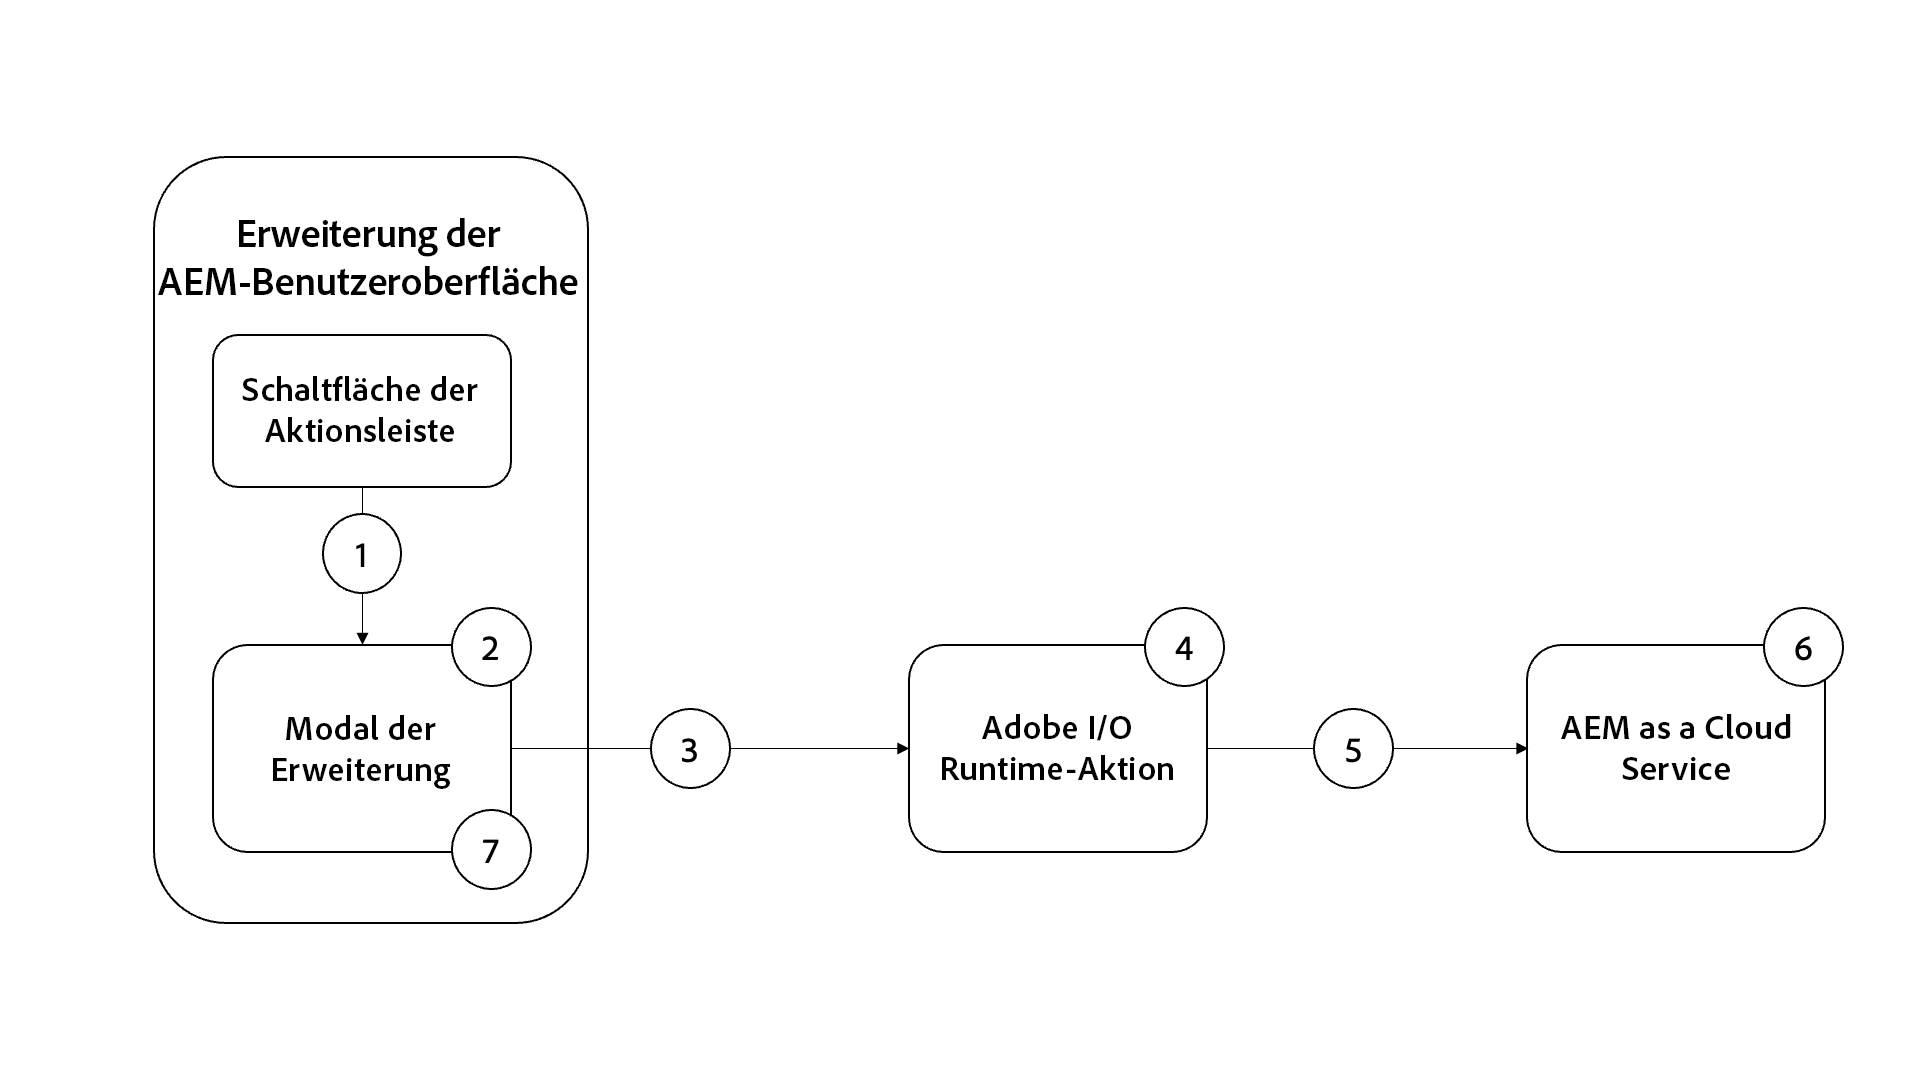 Erweiterung der
AEM-Benutzeroberfläche
Schaltfläche der
Aktionsleiste
1
2
Modal der
Erweiterung
7
3
4
Adobe I/O
Runtime-Aktion
5
6
AEM as a Cloud
Service